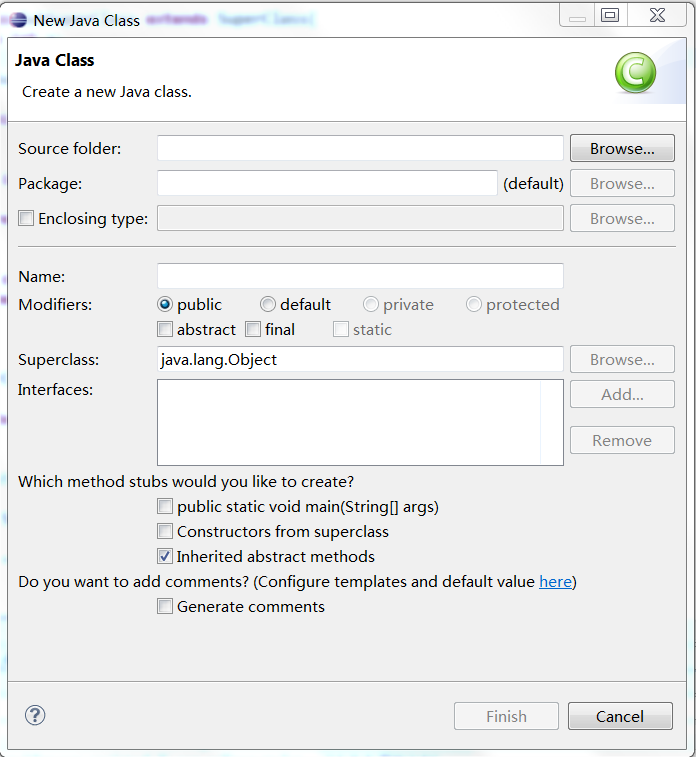 New Java Class extends SuperClass{
Java Class
Create a new Java class.
C
Source folder: Browse...
Package: (default) Browse...
Enclosing type: Browse...
Name:
Modifiers: public default private protected
abstract final static
Superclass: java.lang.Object Browse...
Interfaces: Add...
Remove
Which method stubs would you like to create?
public static void main(String[] args)
Constructors from superclass
Inherited abstract methods
Do you want to add comments? (Configure templates and default value here)
Generate comments
? Finish Cancel